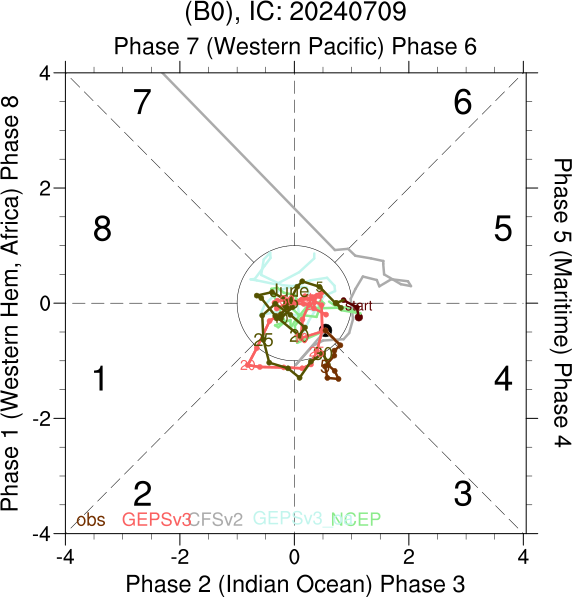 (B0), IC: 20240709
Phase 7 (Western Pacific) Phase 6
Phase 1 (Western Hem, Africa) Phase 8
Phase 5 (Maritime) Phase 4
4
2
0
-2
-4
7
6
8
5
1
4
2
3
June
5
start
25
20
20
30
obs
GEPSv3
CFSv2
GEPSv3
NCEP
-4
-2
0
2
4
Phase 2 (Indian Ocean) Phase 3